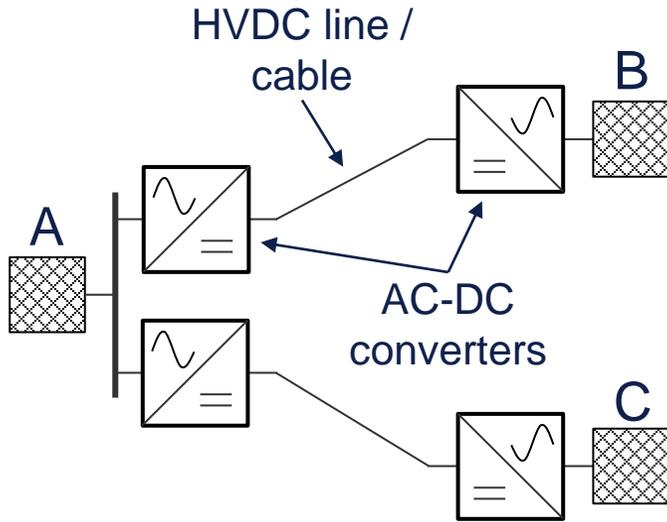 HVDC line /
cable
B
A
AC-DC
converters
C